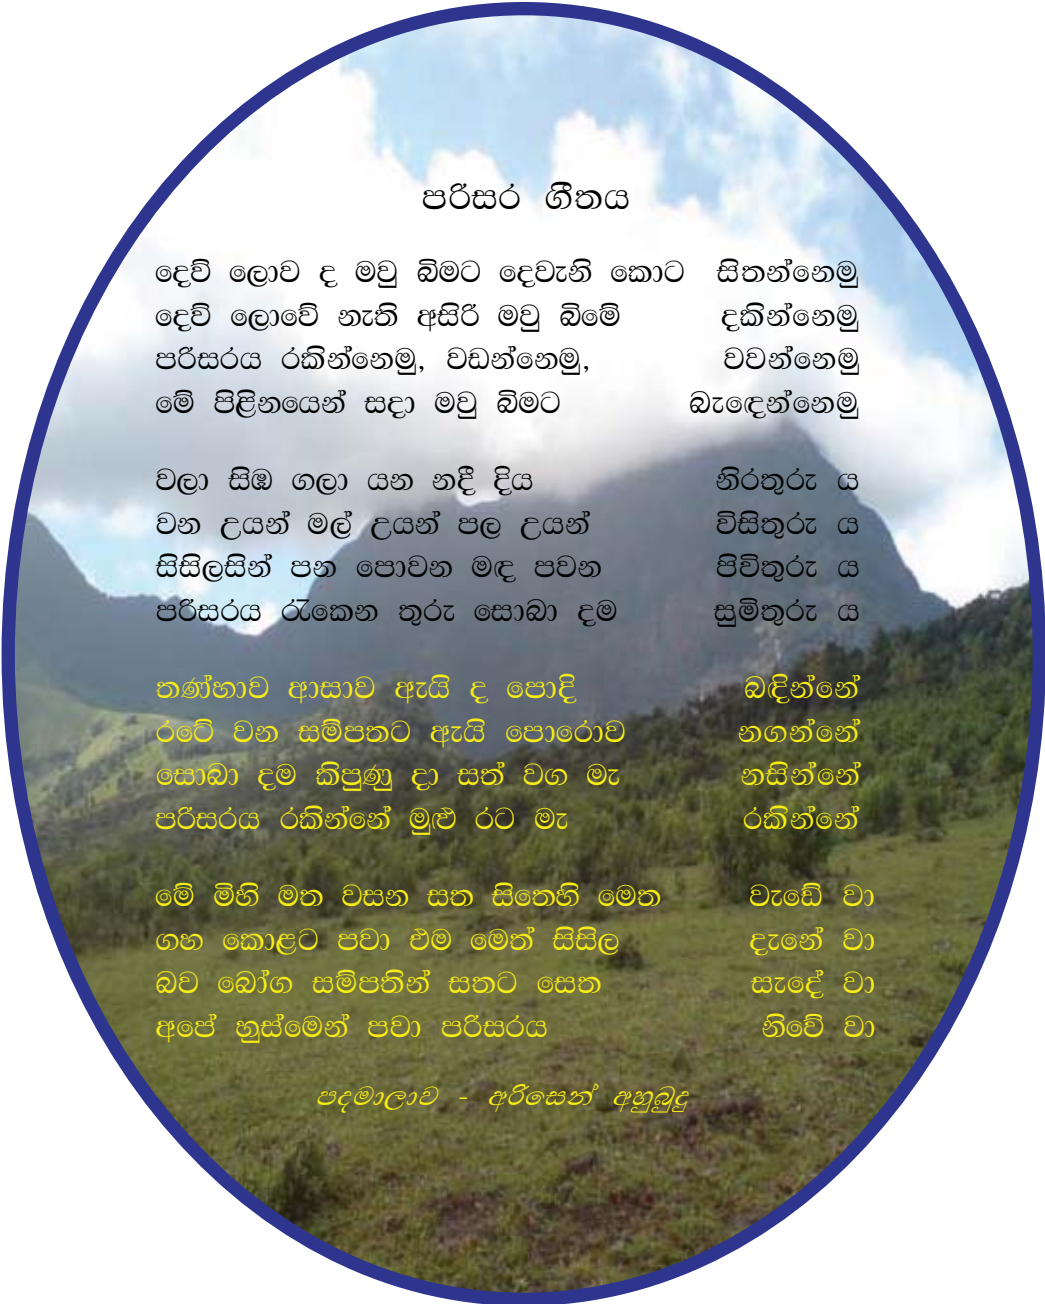 පරිසර ගීතය
දෙව් ලොව ද මවු බිමට දෙවැනි කොට සිතන්නෙමු
දෙව් ලොවේ නැති අසිරි මවු බිමේ දකින්නෙමු
පරිසරය රකින්නෙමු, වඩන්නෙමු, වවන්නෙමු
මේ පිළිනයෙන් සදා මවු බිමට බැඳෙන්නෙමු
වලා සිඹ ගලා යන නදී දිය නිරතුරු ය
වන උයන් මල් උයන් පල උයන් විසිතුරු ය
සිසිලසින් පන පොවන මඳ පවන පිවිතුරු ය
පරිසරය රැකෙන තුරු සොබා දම සුමිතුරු ය
තණ්හාව ආසාව ඇයි ද පොදි බඳින්නේ
රටේ වන සම්පතට ඇයි පොරොව නගන්නේ
සොබා දම කිපුණු දා සත් වග මැ නසින්නේ
පරිසරය රකින්නේ මුළු රට මැ රකින්නේ
මේ මිහි මත වසන සත සිතෙහි මෙත වැඩේ වා
ගහ කොළට පවා එම මෙත් සිසිල දැනේ වා
බව බෝග සම්පතින් සතට සෙත සැදේ වා
අපේ හුස්මෙන් පවා පරිසරය නිවේ වා
පදමාලාව - අරිසෙන් අහුබුදු